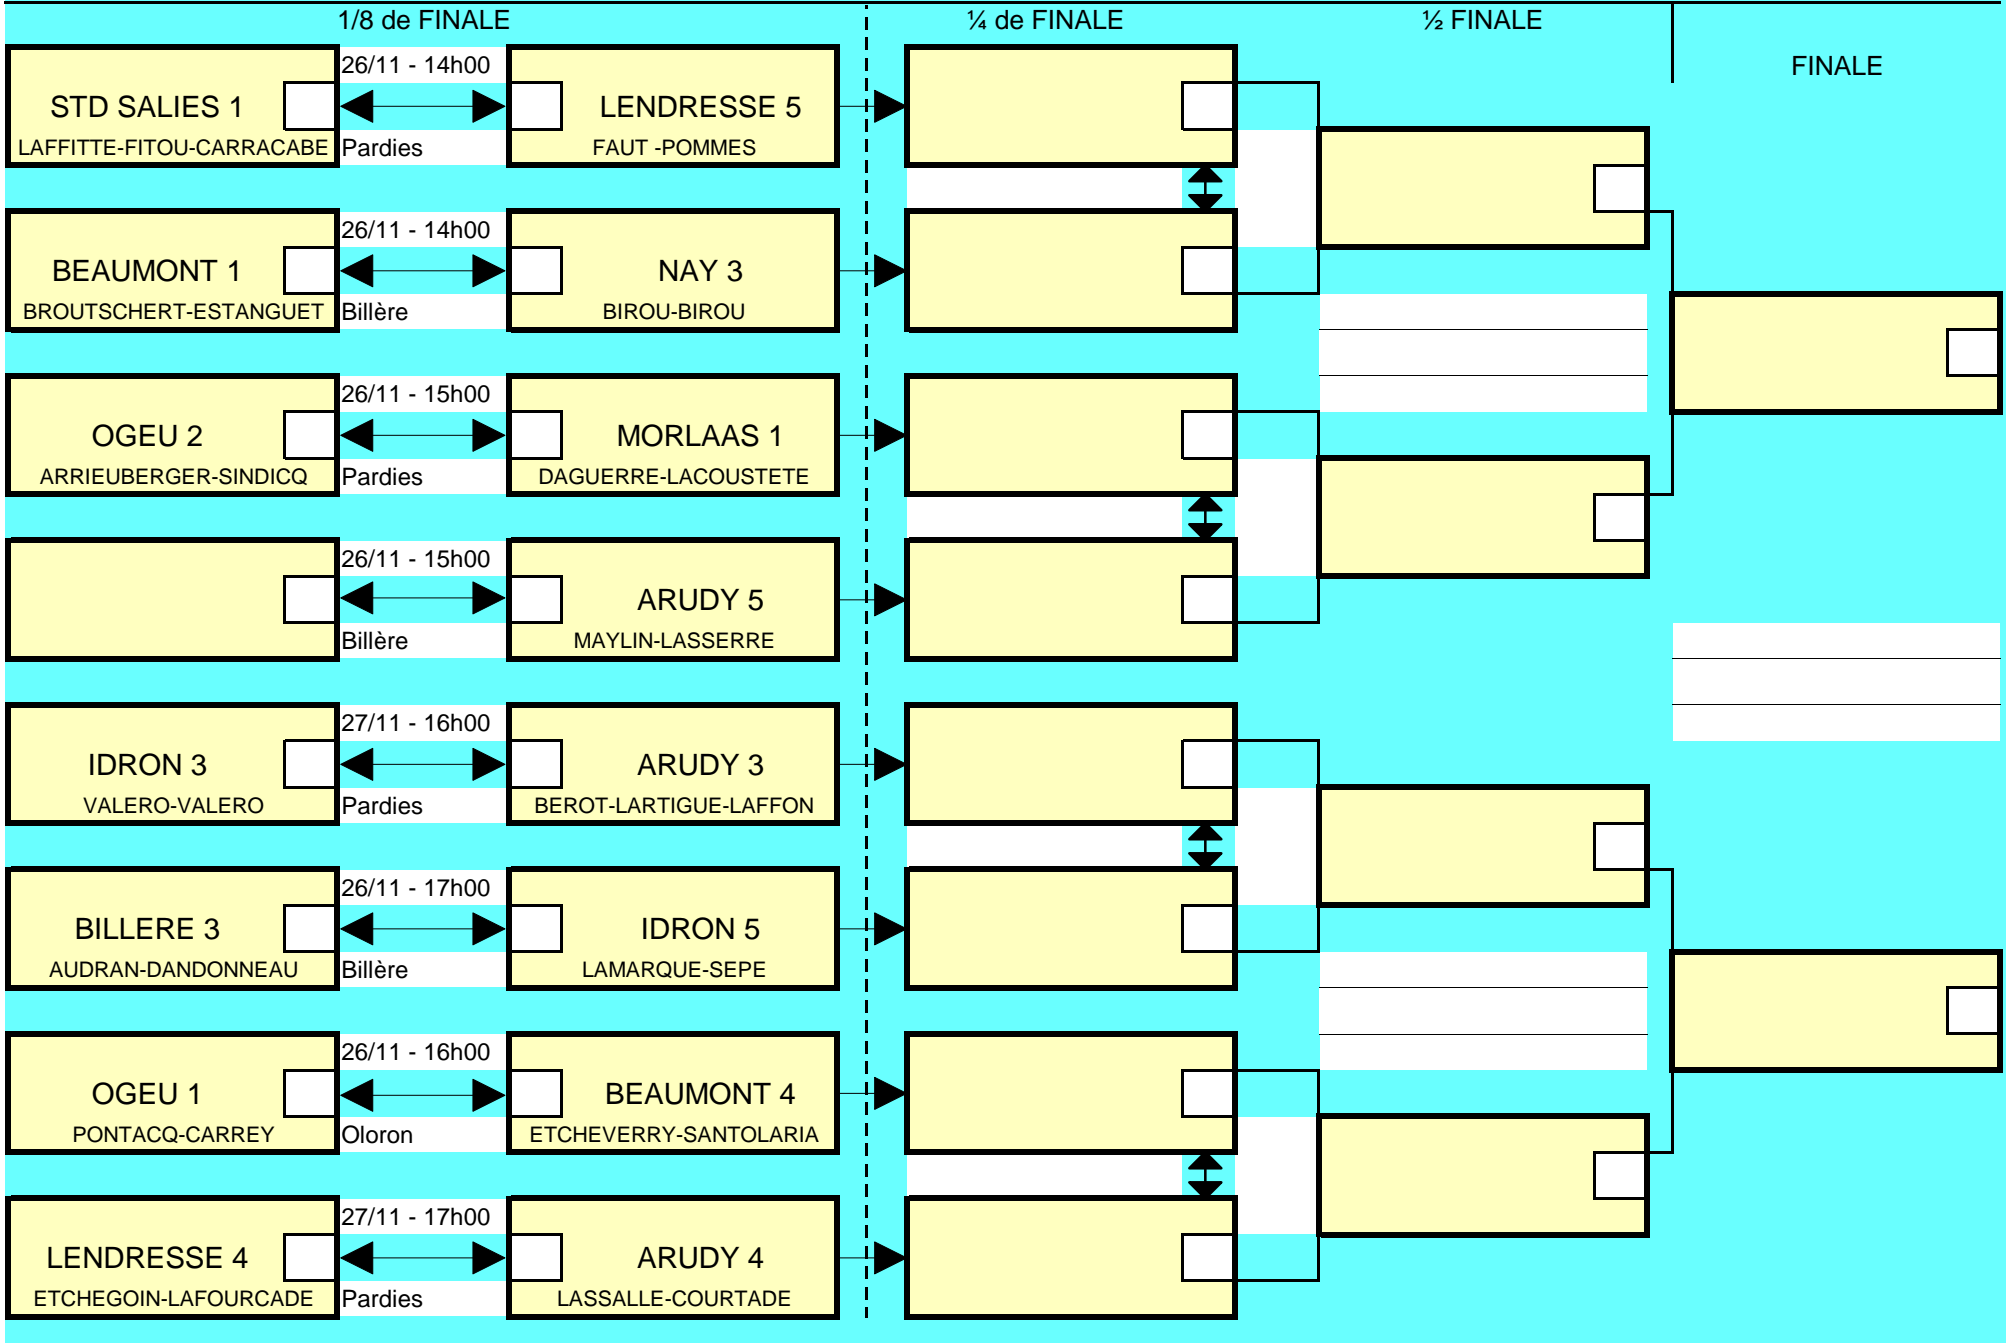 1/8 de FINALE
¼ de FINALE
½ FINALE
FINALE
26/11 - 14h00
STD SALIES 1
LENDRESSE 5
LAFFITTE-FITOU-CARRACABE
Pardies
FAUT -POMMES
26/11 - 14h00
BEAUMONT 1
NAY 3
BROUTSCHERT-ESTANGUET
Billère
BIROU-BIROU
26/11 - 15h00
OGEU 2
MORLAAS 1
ARRIEUBERGER-SINDICQ
Pardies
DAGUERRE-LACOUSTETE
26/11 - 15h00
ARUDY 5
Billère
MAYLIN-LASSERRE
27/11 - 16h00
IDRON 3
ARUDY 3
VALERO-VALERO
Pardies
BEROT-LARTIGUE-LAFFON
26/11 - 17h00
BILLERE 3
IDRON 5
AUDRAN-DANDONNEAU
Billère
LAMARQUE-SEPE
26/11 - 16h00
OGEU 1
BEAUMONT 4
PONTACQ-CARREY
Oloron
ETCHEVERRY-SANTOLARIA
27/11 - 17h00
LENDRESSE 4
ARUDY 4
ETCHEGOIN-LAFOURCADE
Pardies
LASSALLE-COURTADE